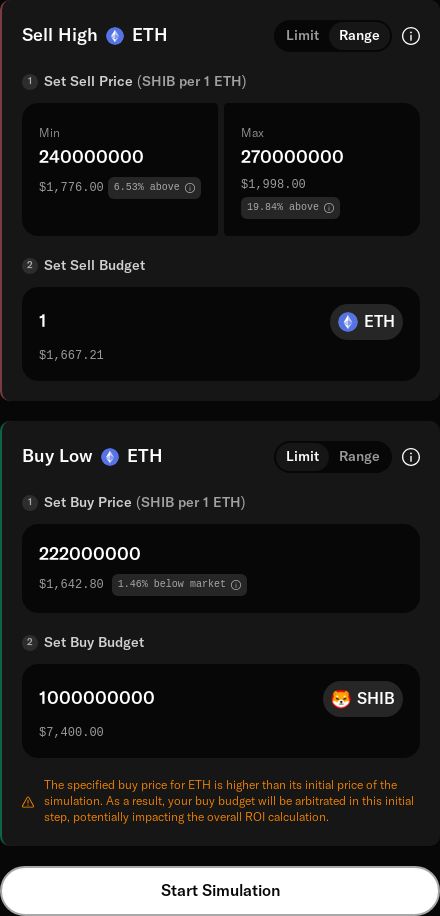 Sell High ETH Limit Range
1 Set Sell Price (SHIB per 1 ETH)
Min
240000000
$1,776.00 6.53% above
Max
270000000
$1,998.00
19.84% above
2 Set Sell Budget
1 ETH
$1,667.21
Buy Low ETH Limit Range
1 Set Buy Price (SHIB per 1 ETH)
222000000
$1,642.80 1.46% below market
2 Set Buy Budget
1000000000 SHIB
$7,400.00
The specified buy price for ETH is higher than its initial price of the
simulation. As a result, your buy budget will be arbitrated in this initial
step, potentially impacting the overall ROI calculation.
Start Simulation